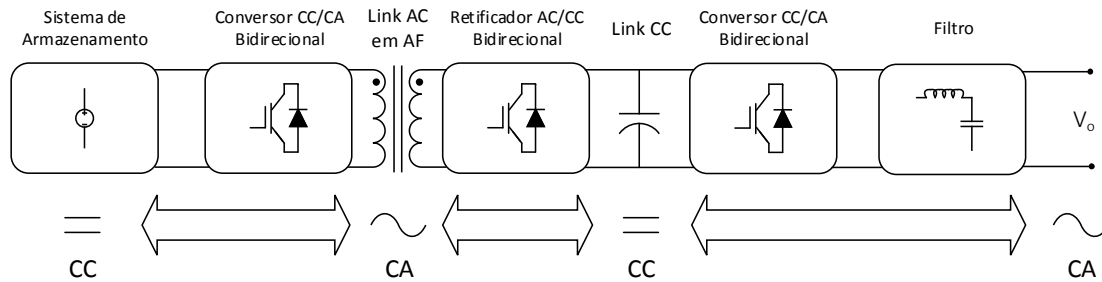 Sistema de
Armazenamento
Conversor CC/CA
Bidirecional
Link AC
em AF
Retificador AC/CC
Bidirecional
Link CC
Conversor CC/CA
Bidirecional
Filtro
Vo
CC
CA
CC
CA